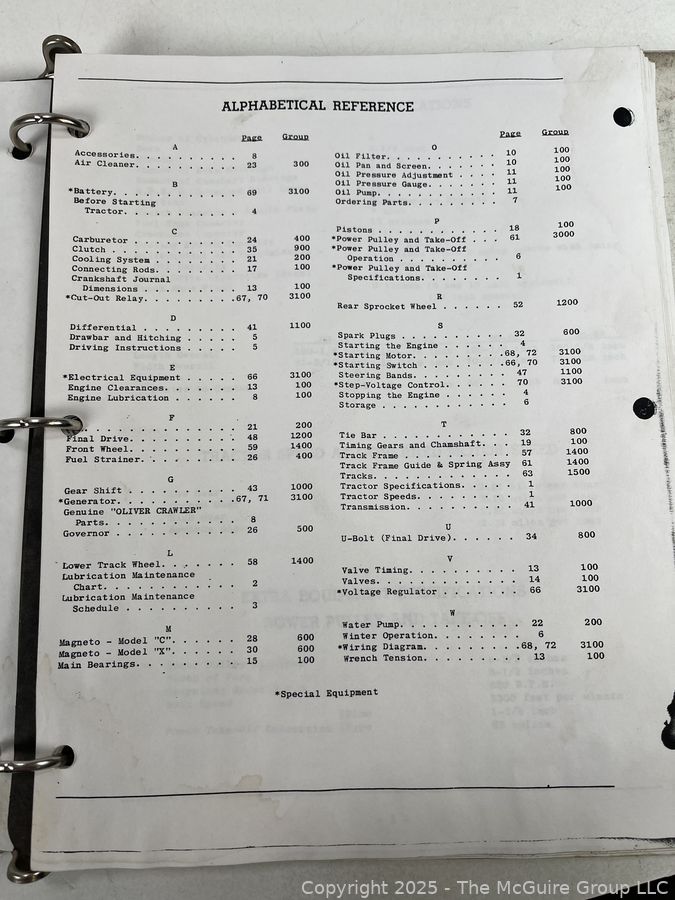 ALPHABETICAL REFERENCE
Page Group
A
Accessories. . . . . . . . . . 8
Air Cleaner. . . . . . . . . . 23 300
B
*Battery. . . . . . . . . . . . 69 3100
Before Starting
Tractor. . . . . . . . . . . 4
C
Carburetor . . . . . . . . . . 24 400
Clutch . . . . . . . . . . . . 35 900
Cooling System . . . . . . . . 21 200
Connecting Rods. . . . . . . . 17 100
Crankshaft Journal
Dimensions . . . . . . . . . 13 100
*Cut-Out Relay. . . . . . . . .67, 70 3100
D
Differential . . . . . . . . . 41 1100
Drawbar and Hitching . . . . . 5
Driving Instructions . . . . . 5
E
*Electrical Equipment . . . . . 66 3100
Engine Clearances. . . . . . . 13 100
Engine Lubrication . . . . . . 8 100
F
. . . . . . . . . . 21 200
Final Drive. . . . . . . . . . 48 1200
Front Wheel. . . . . . . . . . 59 1400
Fuel Strainer. . . . . . . . . 26 400
G
Gear Shift . . . . . . . . . . 43 1000
*Generator. . . . . . . . . . .67, 71 3100
Genuine "OLIVER CRAWLER"
Parts. . . . . . . . . . . . 8
Governor . . . . . . . . . . . 26 500
L
Lower Track Wheel. . . . . . . 58 1400
Lubrication Maintenance
Chart. . . . . . . . . . . . 2
Lubrication Maintenance
Schedule . . . . . . . . . . 3
M
Magneto - Model "C". . . . . . 28 600
Magneto - Model "X". . . . . . 30 600
Main Bearings. . . . . . . . . 15 100
Page Group
O
Oil Filter. . . . . . . . . . . 10 100
Oil Pan and Screen. . . . . . . 10 100
Oil Pressure Adjustment . . . . 11 100
Oil Pressure Gauge. . . . . . . 11 100
Oil Pump. . . . . . . . . . . . 11 100
Ordering Parts. . . . . . . . . 7
P
Pistons . . . . . . . . . . . . 18 100
*Power Pulley and Take-Off . . . 61 3000
*Power Pulley and Take-Off
Operation . . . . . . . . . . 6
*Power Pulley and Take-Off
Specifications. . . . . . . . 1
R
Rear Sprocket Wheel . . . . . . 52 1200
S
Spark Plugs . . . . . . . . . . 32 600
Starting the Engine . . . . . . 4
*Starting Motor. . . . . . . . .68, 72 3100
*Starting Switch . . . . . . . .66, 70 3100
Steering Bands. . . . . . . . . 47 1100
*Step-Voltage Control. . . . . . 70 3100
Stopping the Engine . . . . . . 4
Storage . . . . . . . . . . . . 6
T
Tie Bar . . . . . . . . . . . . 32 800
Timing Gears and Chamshaft. . . 19 100
Track Frame . . . . . . . . . . 57 1400
Track Frame Guide & Spring Assy 61 1400
Tracks. . . . . . . . . . . . . 63 1500
Tractor Specifications. . . . . 1
Tractor Speeds. . . . . . . . . 1
Transmission. . . . . . . . . . 41 1000
U
U-Bolt (Final Drive). . . . . . 34 800
V
Valve Timing. . . . . . . . . . 13 100
Valves. . . . . . . . . . . . . 14 100
*Voltage Regulator . . . . . . . 66 3100
W
Water Pump. . . . . . . . . . . 22 200
Winter Operation. . . . . . . . 6
*Wiring Diagram. . . . . . . . .68, 72 3100
Wrench Tension. . . . . . . . . 13 100
*Special Equipment
Copyright 2025 - The McGuire Group LLC